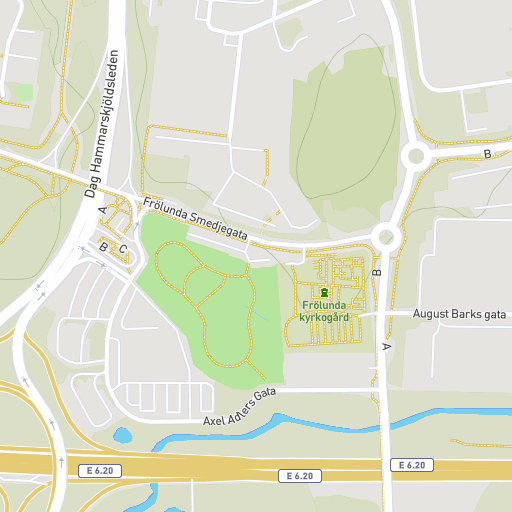 Dag Hammarskjöldsleden
B
A
Frölunda Smedjegata
B
C
B
Frölunda
kyrkogård
August Barks gata
A
Axel Adlers Gata
E 6.20
E 6.20
E 6.20